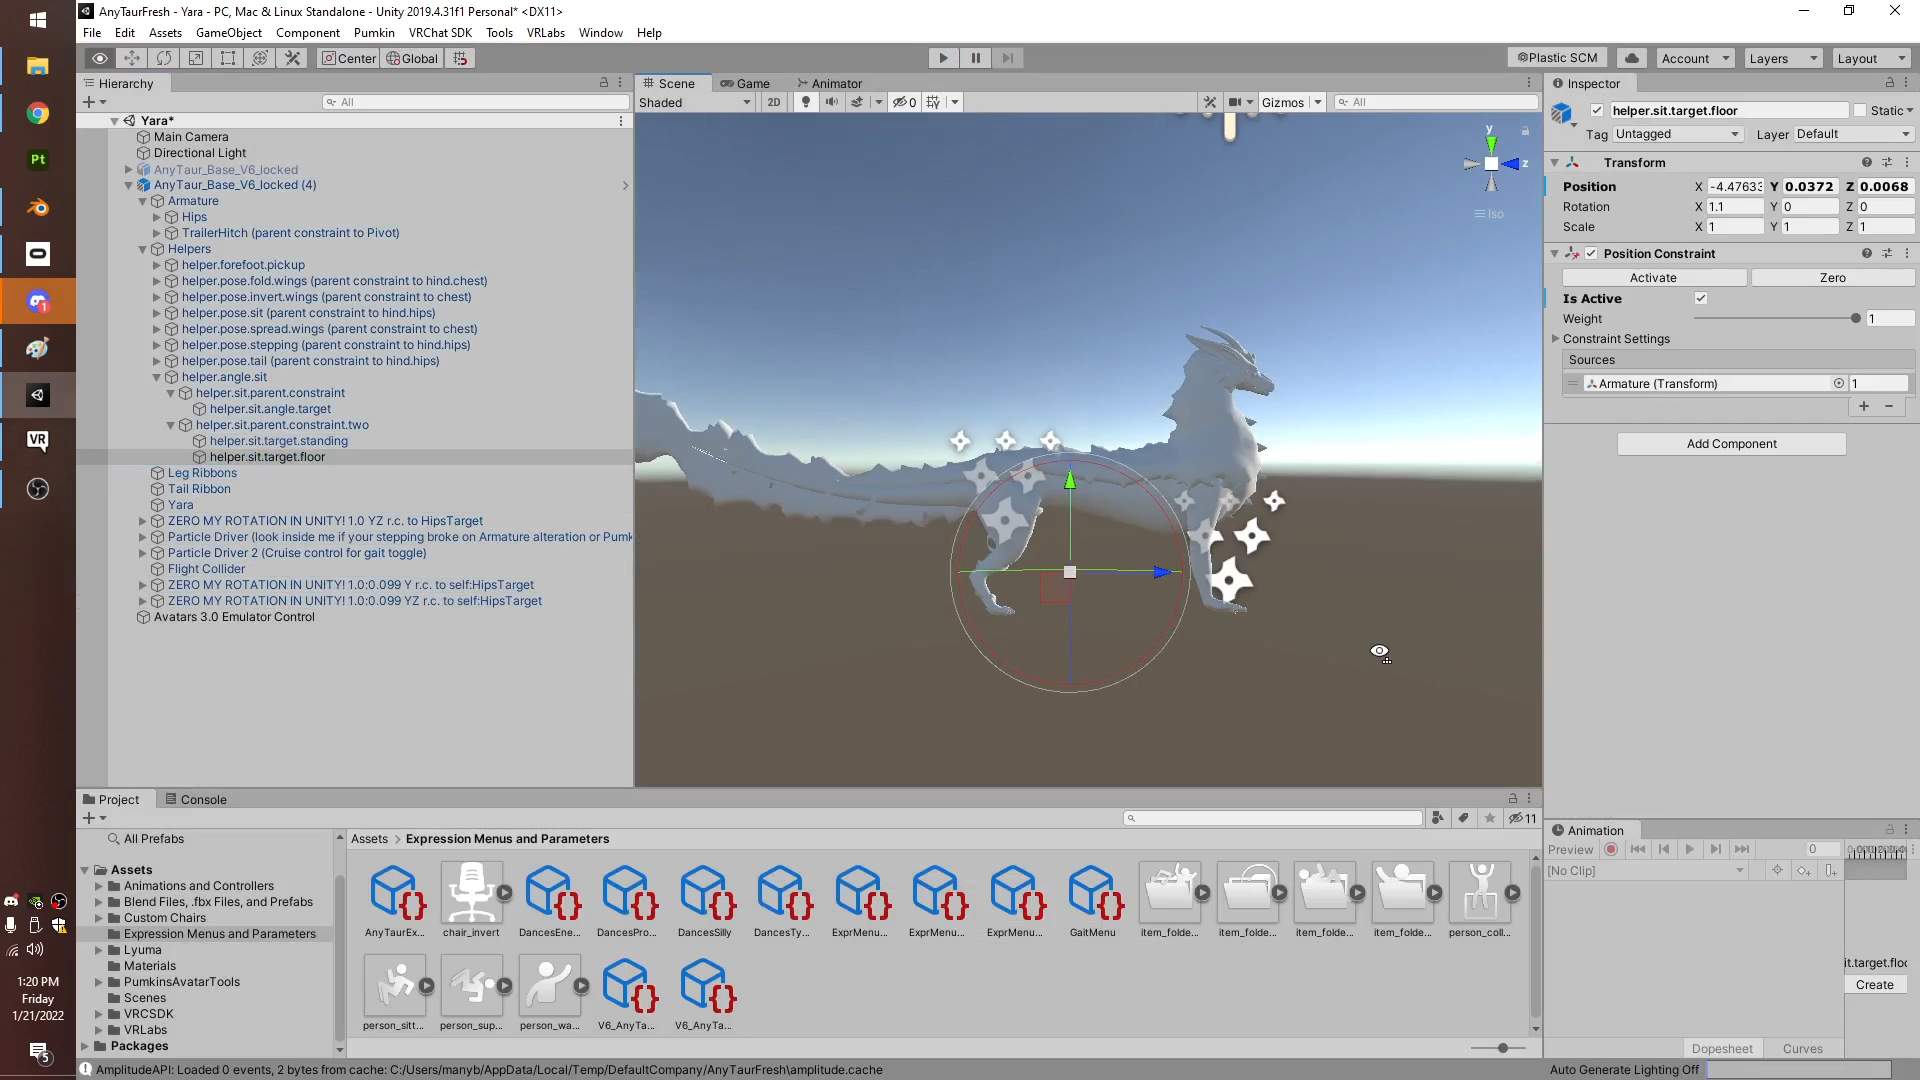 AnyTaurFresh - Yara - PC, Mac & Linux Standalone - Unity 2019.4.31f1 Personal* <DX11>
File Edit Assets GameObject Component Pumkin VRChat SDK Tools VRLabs Window Help
Center Global Plastic SCM Account Layers Layout
Hierarchy
All
Yara*
Main Camera
Directional Light
AnyTaur_Base_V6_locked
AnyTaur_Base_V6_locked (4)
Armature
Hips
TrailerHitch (parent constraint to Pivot)
Helpers
helper.forefoot.pickup
helper.pose.fold.wings (parent constraint to hind.chest)
helper.pose.invert.wings (parent constraint to chest)
helper.pose.sit (parent constraint to hind.hips)
helper.pose.spread.wings (parent constraint to chest)
helper.pose.stepping (parent constraint to hind.hips)
helper.pose.tail (parent constraint to hind.hips)
helper.angle.sit
helper.sit.parent.constraint
helper.sit.angle.target
helper.sit.parent.constraint.two
helper.sit.target.standing
helper.sit.target.floor
Leg Ribbons
Tail Ribbon
Yara
ZERO MY ROTATION IN UNITY! 1.0 YZ r.c. to HipsTarget
Particle Driver (look inside me if your stepping broke on Armature alteration or Pumk
Particle Driver 2 (Cruise control for gait toggle)
Flight Collider
ZERO MY ROTATION IN UNITY! 1.0:0.099 Y r.c. to self:HipsTarget
ZERO MY ROTATION IN UNITY! 1.0:0.099 YZ r.c. to self:HipsTarget
Avatars 3.0 Emulator Control
Scene Game Animator
Shaded 2D 0 Gizmos All
y
z
Iso
Inspector
helper.sit.target.floor Static
Tag Untagged Layer Default
Transform
Position X -4.47633 Y 0.0372 Z 0.0068
Rotation X 1.1 Y 0 Z 0
Scale X 1 Y 1 Z 1
Position Constraint
Activate Zero
Is Active
Weight 1
Constraint Settings
Sources
Armature (Transform) 1
Add Component
Project Console
11
All Prefabs
Assets
Animations and Controllers
Blend Files, .fbx Files, and Prefabs
Custom Chairs
Expression Menus and Parameters
Lyuma
Materials
PumkinsAvatarTools
Scenes
VRCSDK
VRLabs
Packages
Assets > Expression Menus and Parameters
AnyTaurEx... chair_invert DancesEne... DancesPro... DancesSilly DancesTy... ExprMenu... ExprMenu... ExprMenu... GaitMenu item_folde... item_folde... item_folde... item_folde... person_coll...
person_sitt... person_sup... person_wa... V6_AnyTa... V6_AnyTa...
Animation
Preview 0
[No Clip]
it.target.floo
Create
Dopesheet Curves
AmplitudeAPI: Loaded 0 events, 2 bytes from cache: C:/Users/manyb/AppData/Local/Temp/DefaultCompany/AnyTaurFresh\amplitude.cache
Auto Generate Lighting Off
Pt
1
VR
1:20 PM
Friday
1/21/2022
5